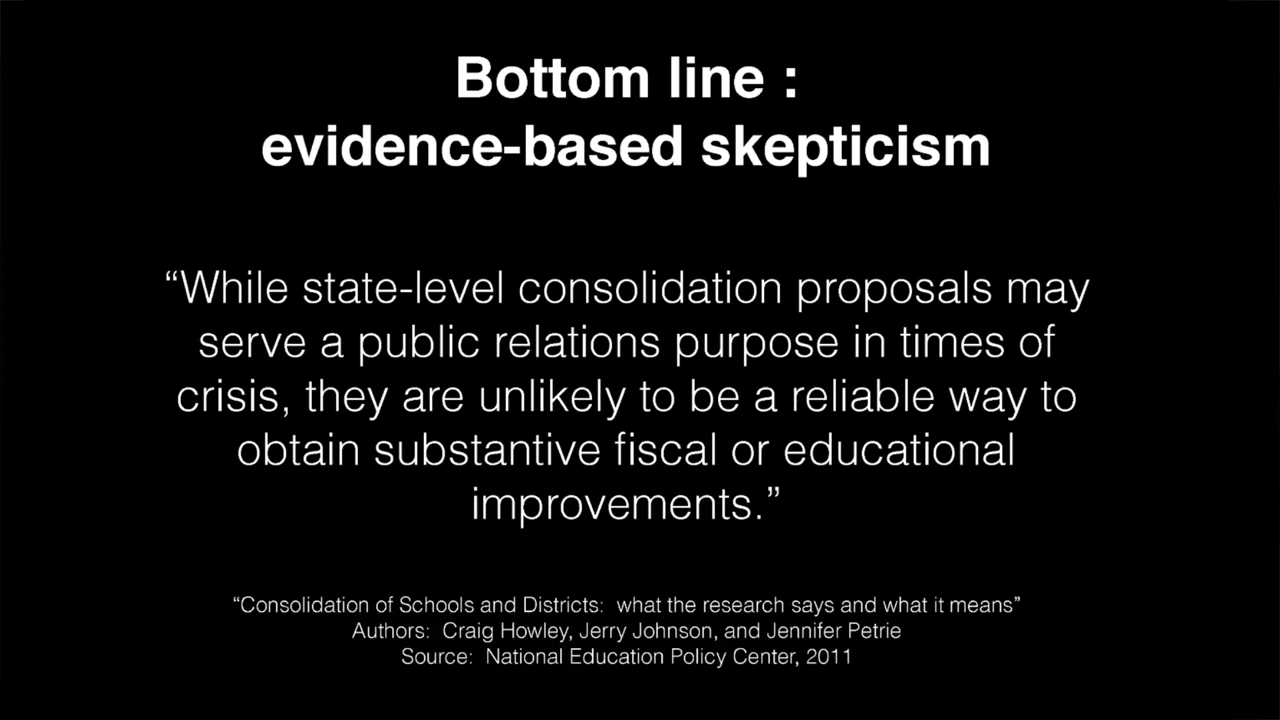 Bottom line :
evidence-based skepticism
“While state-level consolidation proposals may
serve a public relations purpose in times of
crisis, they are unlikely to be a reliable way to
obtain substantive fiscal or educational
improvements.”
“Consolidation of Schools and Districts:  what the research says and what it means”
Authors:  Craig Howley, Jerry Johnson, and Jennifer Petrie
Source:  National Education Policy Center, 2011